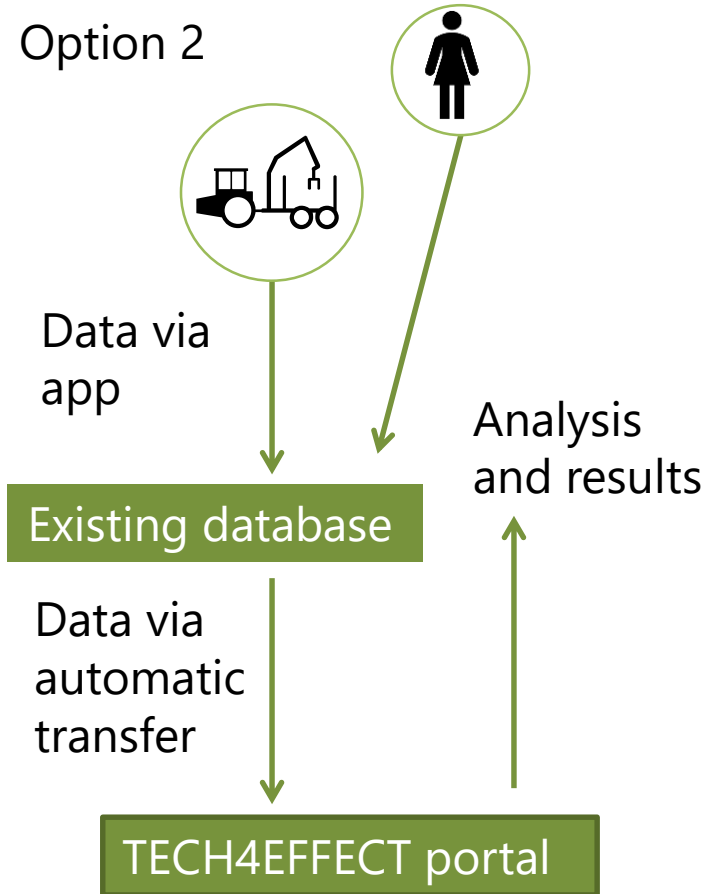 Option 2
Data via
app
Analysis
and results
Existing database
Data via
automatic
transfer
TECH4EFFECT portal